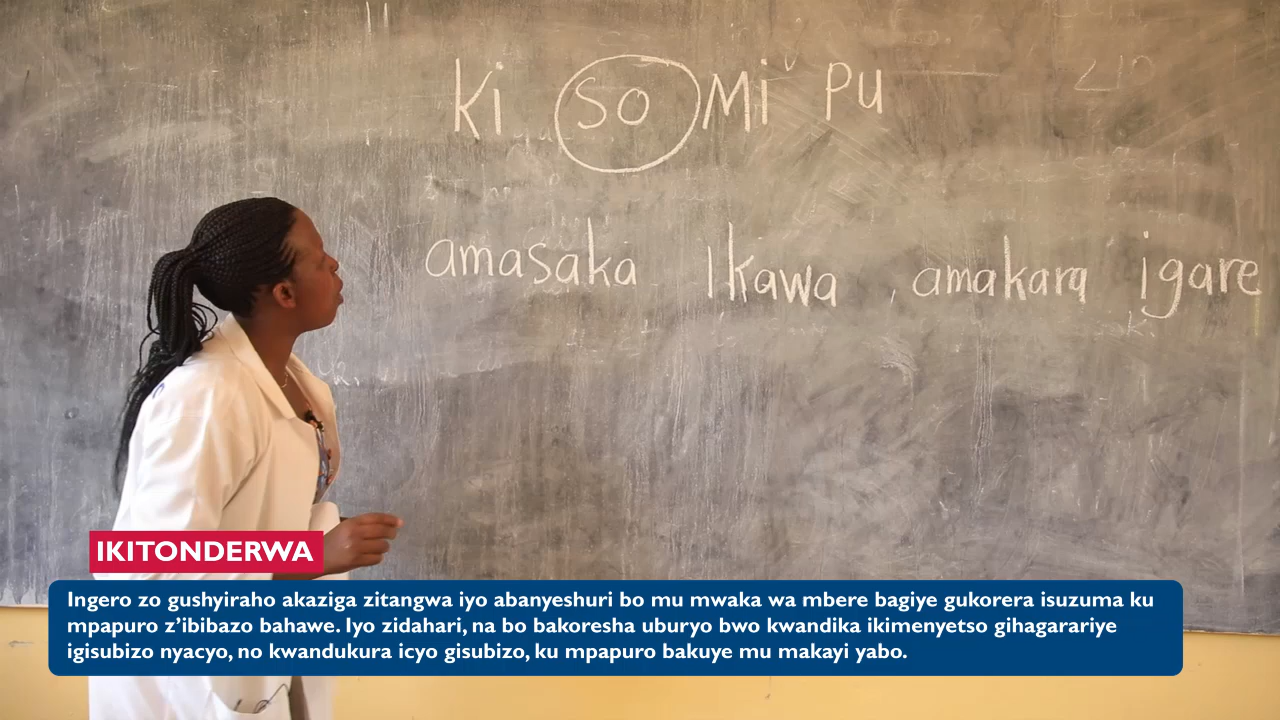 Ki so Mi pu
amasaka ikawa , amakara igare
IKITONDERWA
Ingero zo gushyiraho akaziga zitangwa iyo abanyeshuri bo mu mwaka wa mbere bagiye gukorera isuzuma ku
mpapuro z’ibibazo bahawe. Iyo zidahari, na bo bakoresha uburyo bwo kwandika ikimenyetso gihagarariye
igisubizo nyacyo, no kwandukura icyo gisubizo, ku mpapuro bakuye mu makayi yabo.